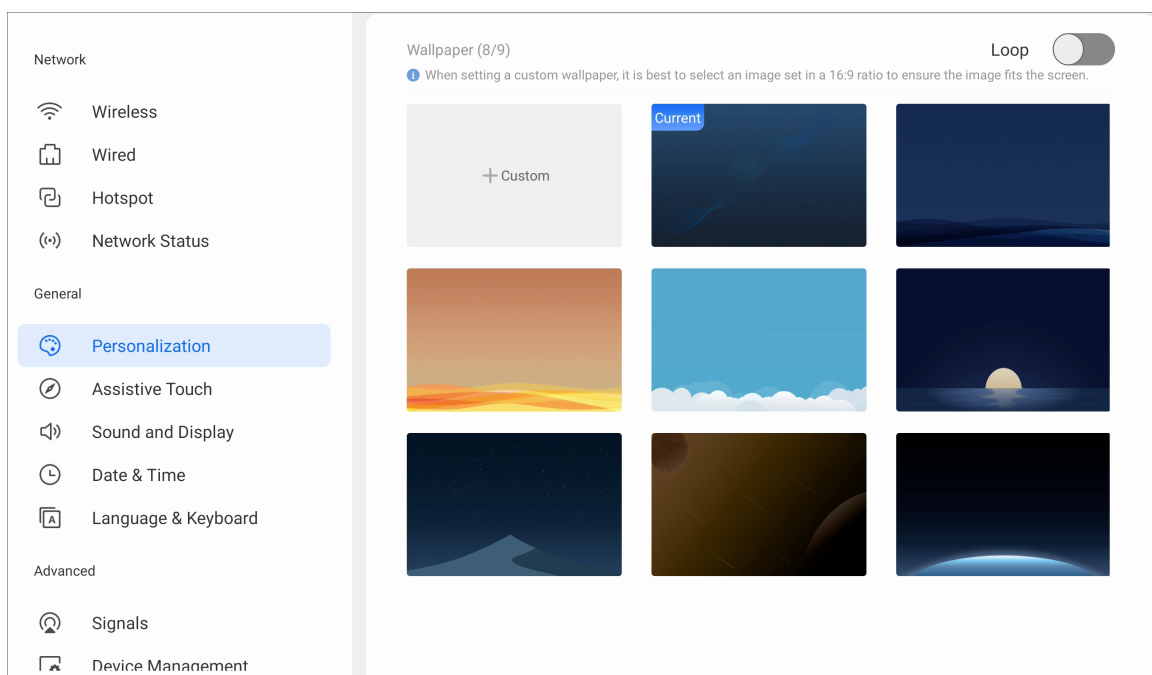 Network
Wireless
Wired
Hotspot
Network Status
General
Personalization
Assistive Touch
Sound and Display
Date & Time
Language & Keyboard
Advanced
Signals
Device Management
Wallpaper (8/9)
Loop
When setting a custom wallpaper, it is best to select an image set in a 16:9 ratio to ensure the image fits the screen.
Custom
Current